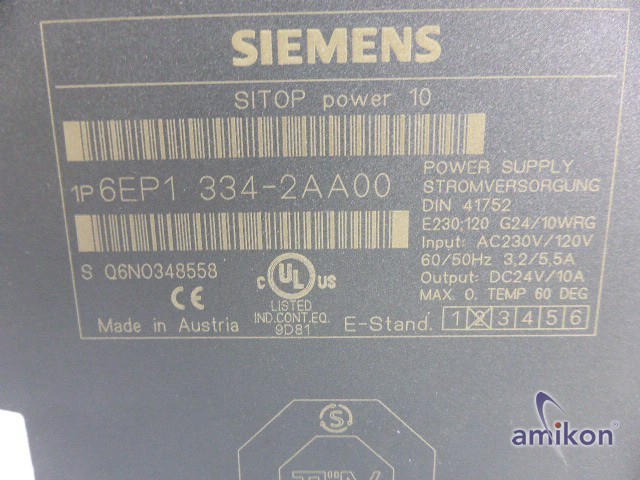 SIEMENS
SITOP power 10
1P 6EP1 334-2AA00
POWER SUPPLY
STROMVERSORGUNG
DIN 41752
E230;120 G24/10WRG
Input: AC230V/120V
60/50Hz 3,2/5,5A
Output: DC24V/10A
MAX. O. TEMP 60 DEG
S Q6N0348558
CE
C UL US
LISTED
IND.CONT.EQ.
9D81
Made in Austria
E-Stand. 1 2 3 4 5 6
S
TÜV
amikon